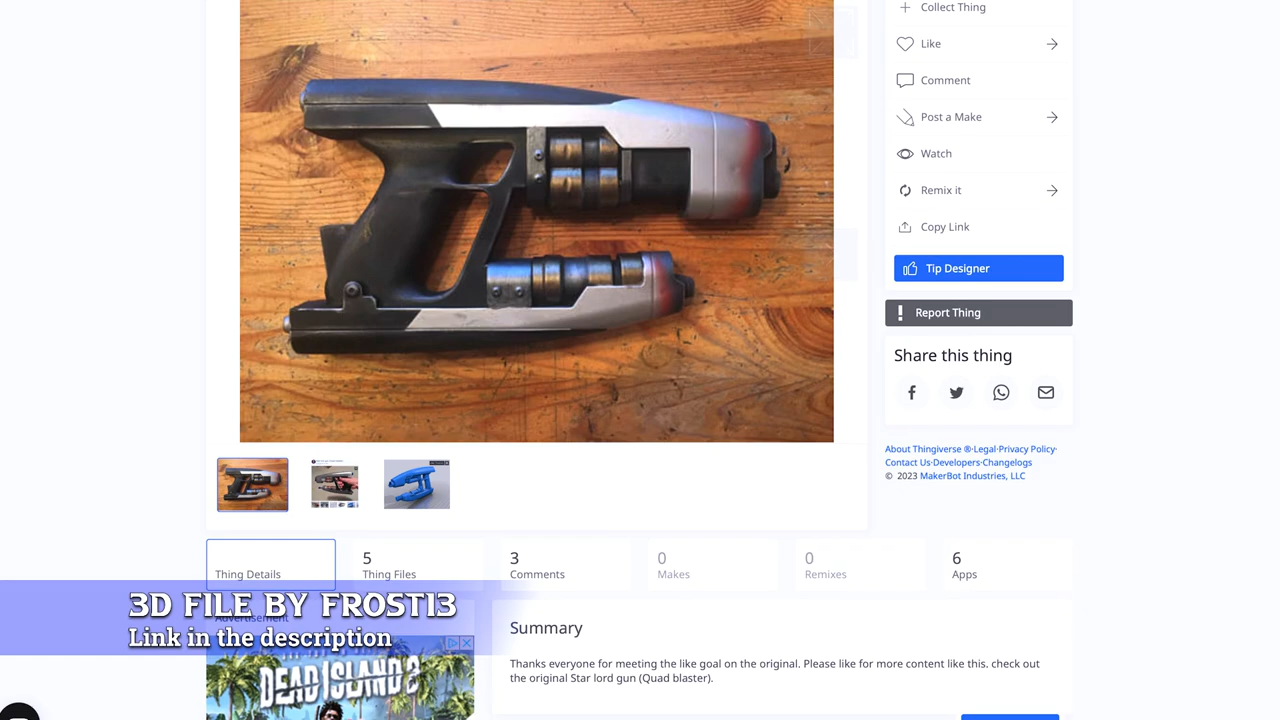 Collect Thing
Like
Comment
Post a Make
Watch
Remix it
Copy Link
Tip Designer
Report Thing
Share this thing
About Thingiverse ®·Legal·Privacy Policy·
Contact Us·Developers·Changelogs
© 2023 MakerBot Industries, LLC
Thing Details
5
Thing Files
3
Comments
0
Makes
0
Remixes
6
Apps
3D FILE BY FROST13
Advertisement
Link in the description
DEAD ISLAND 2
Summary
Thanks everyone for meeting the like goal on the original. Please like for more content like this. check out
the original Star lord gun (Quad blaster).